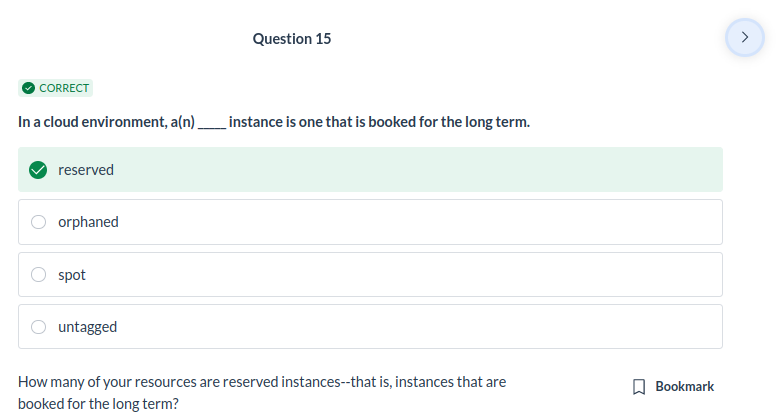 Question 15
CORRECT
In a cloud environment, a(n) _____ instance is one that is booked for the long term.
reserved
orphaned
spot
untagged
How many of your resources are reserved instances--that is, instances that are
booked for the long term?
Bookmark